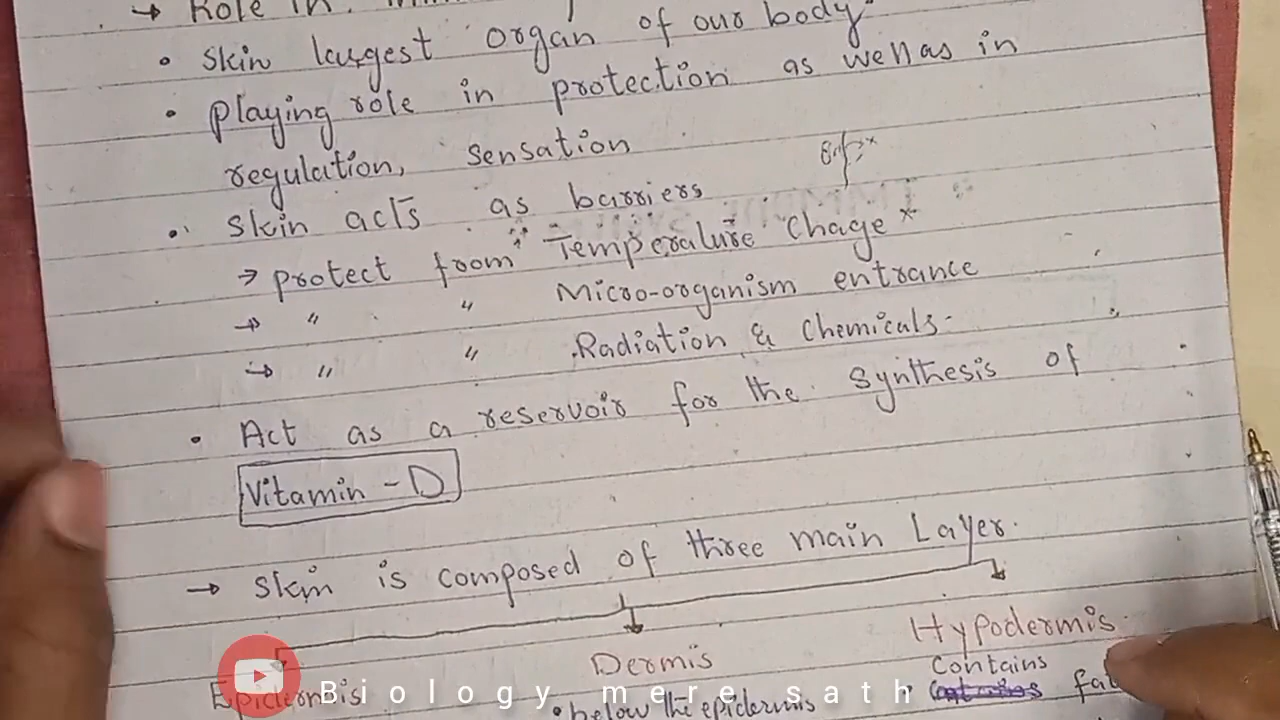 → Role in
• Skin largest organ of our body
• playing role in protection as well as in
regulation, Sensation
• Skin acts as barriers
→ protect from Temperature Chage *
→ " " Micro-organism entrance
→ " " Radiation & Chemicals.
• Act as a reservoir for the synthesis of
Vitamin - D
→ Skin is composed of three main Layer.
Hypodermis
Dermis
Contains
Epidermis
• below the epidermis
Biology mere sath